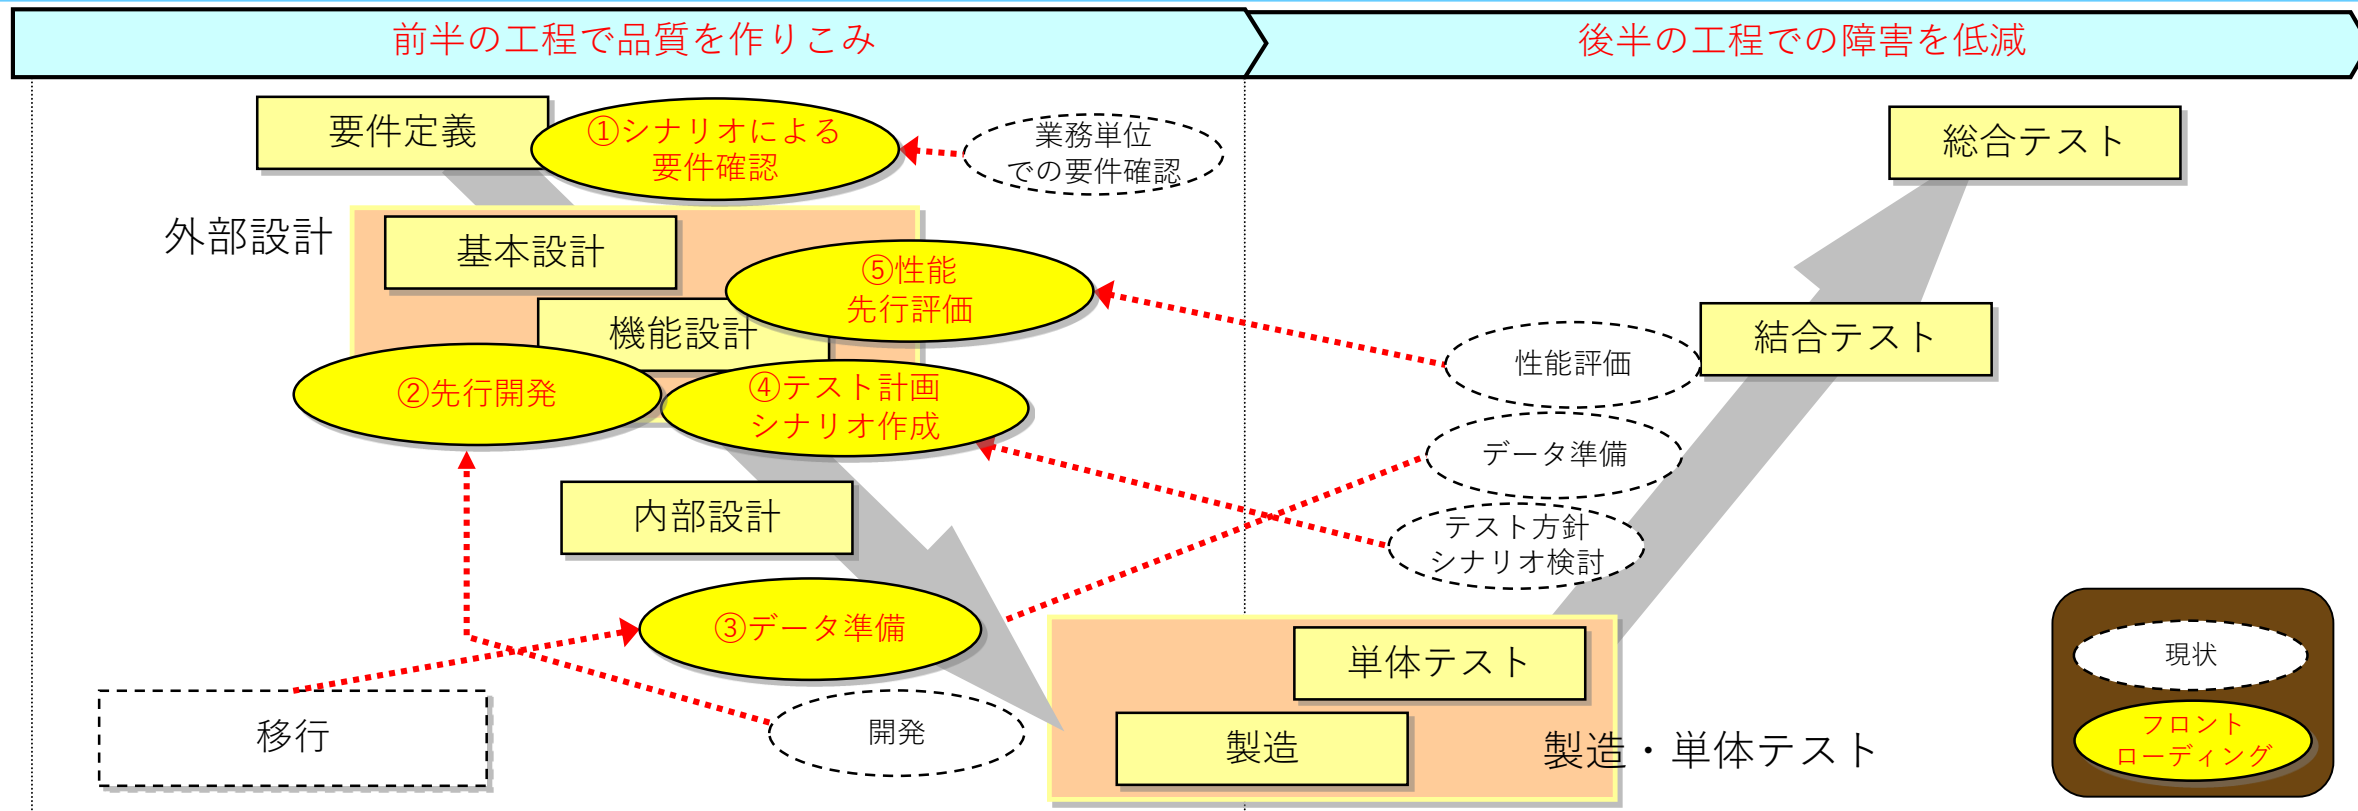 前半の工程で品質を作りこみ
後半の工程での障害を低減
要件定義
①シナリオによる
要件確認
業務単位
での要件確認
総合テスト
外部設計
基本設計
⑤性能
先行評価
機能設計
性能評価
結合テスト
②先行開発
④テスト計画
シナリオ作成
データ準備
内部設計
テスト方針
シナリオ検討
③データ準備
単体テスト
現状
移行
開発
製造
製造・単体テスト
フロント
ローディング